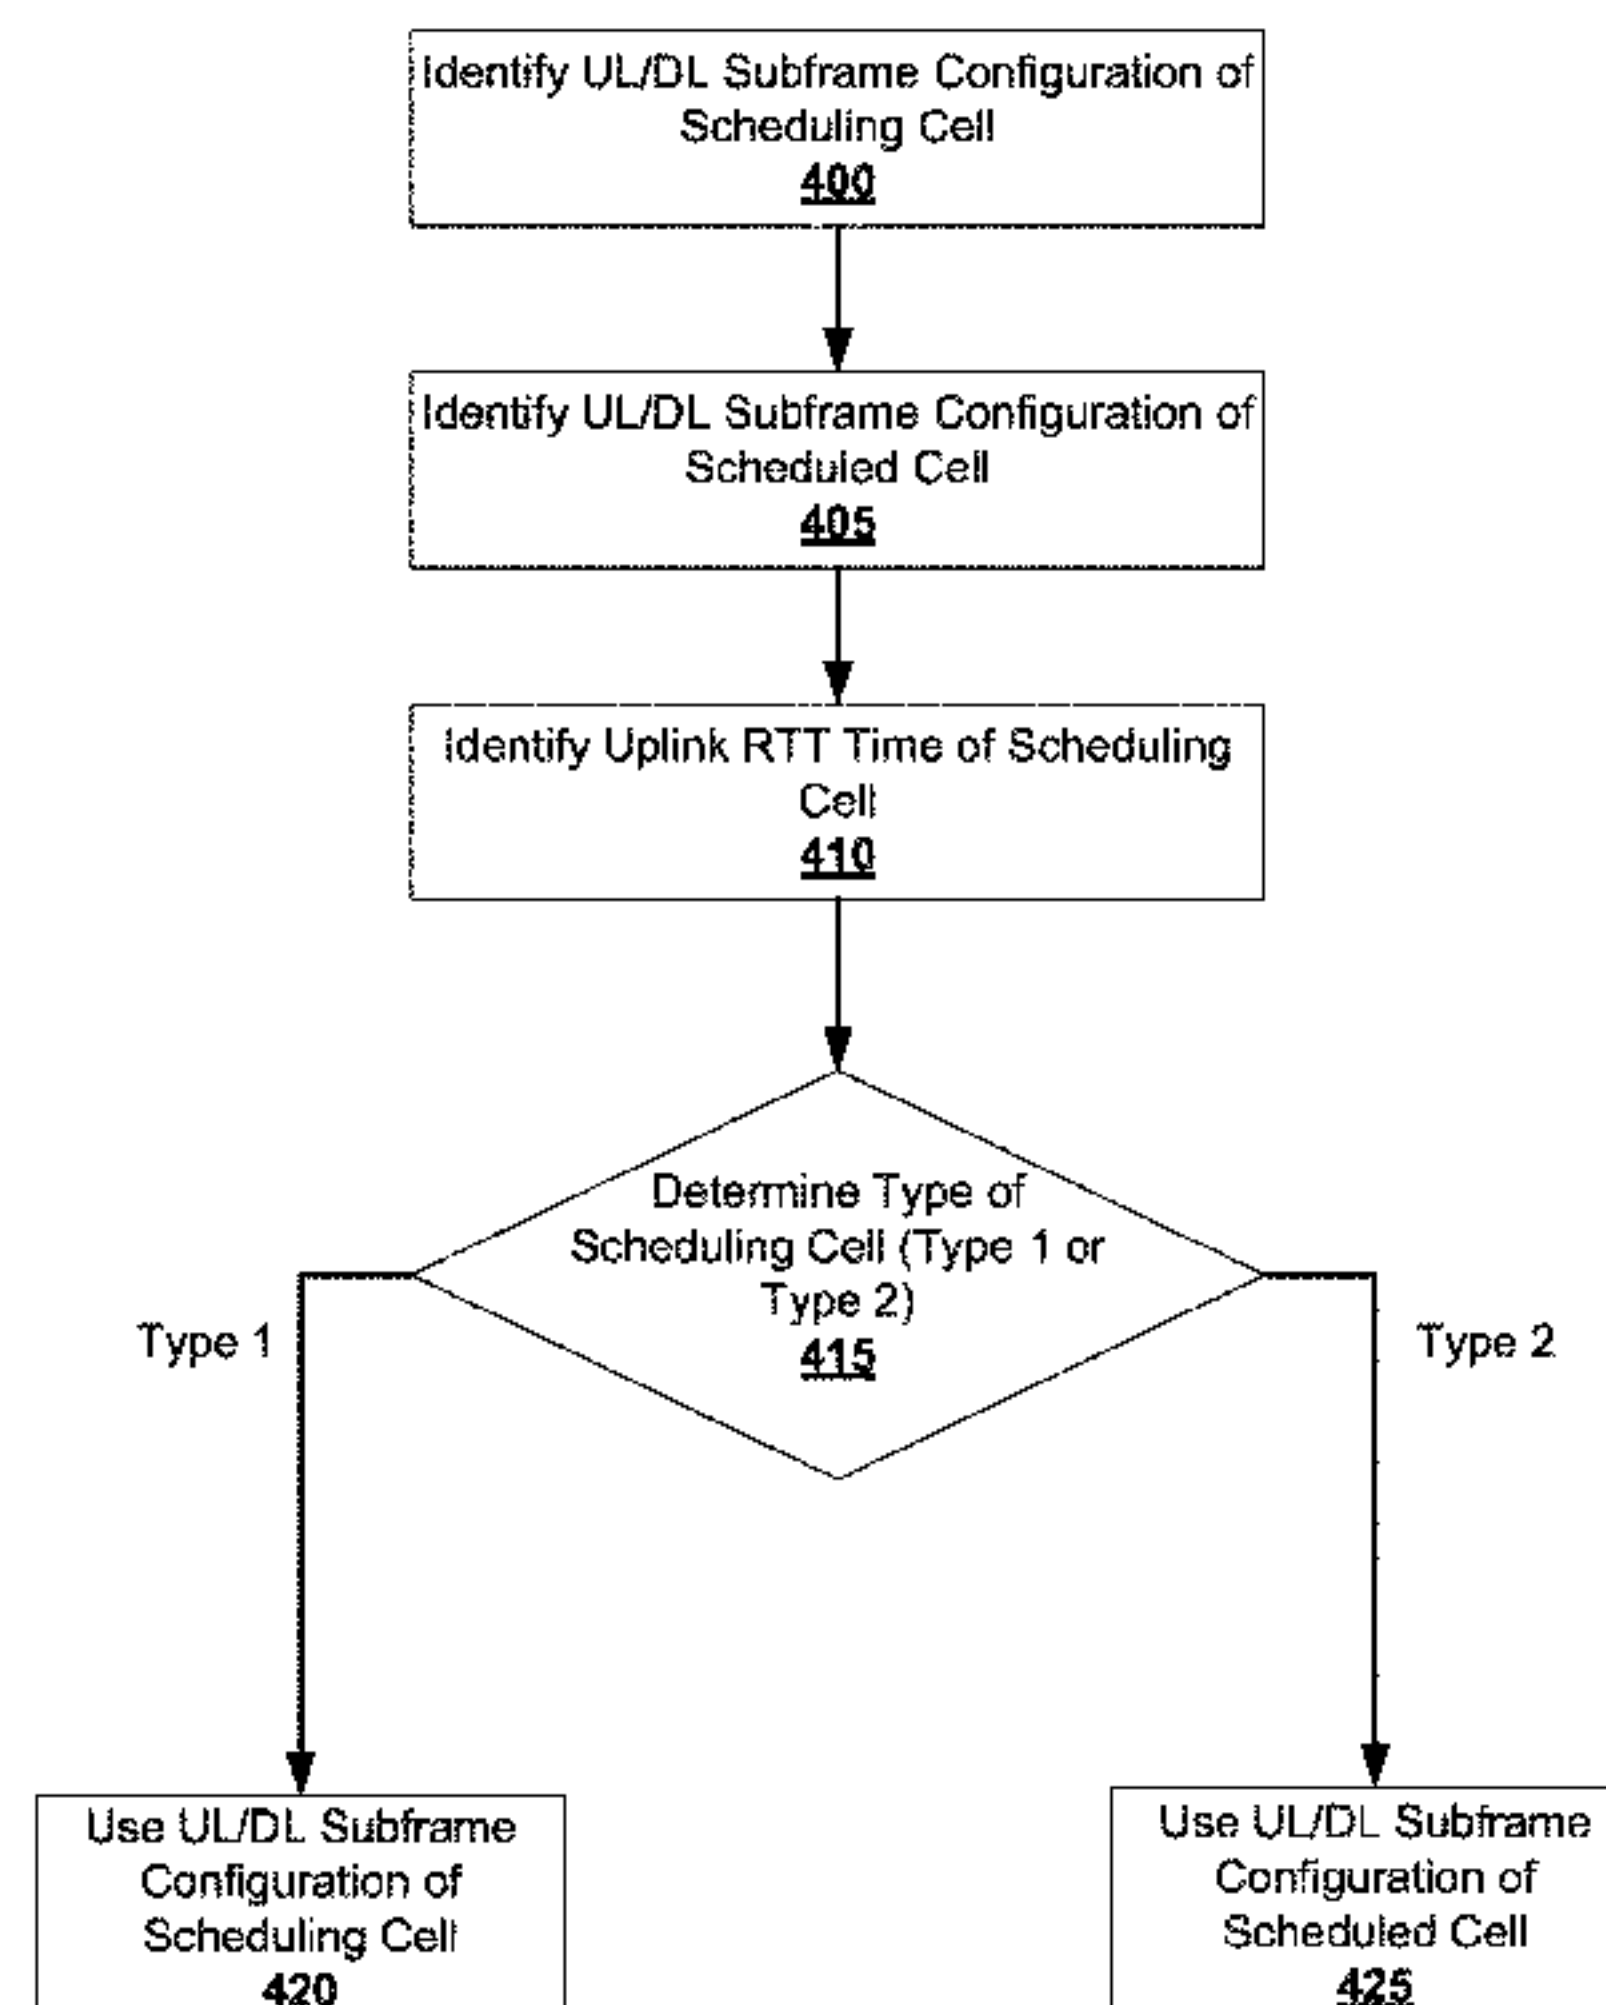 Identify UL/DL Subframe Configuration of
Scheduling Cell
400
Identify UL/DL Subframe Configuration of
Scheduled Cell
405
Identify Uplink RTT Time of Scheduling
Cell
410
Determine Type of
Scheduling Cell (Type 1 or
Type 2)
415
Type 1
Type 2
Use UL/DL Subframe
Configuration of
Scheduling Cell
420
Use UL/DL Subframe
Configuration of
Scheduled Cell
425